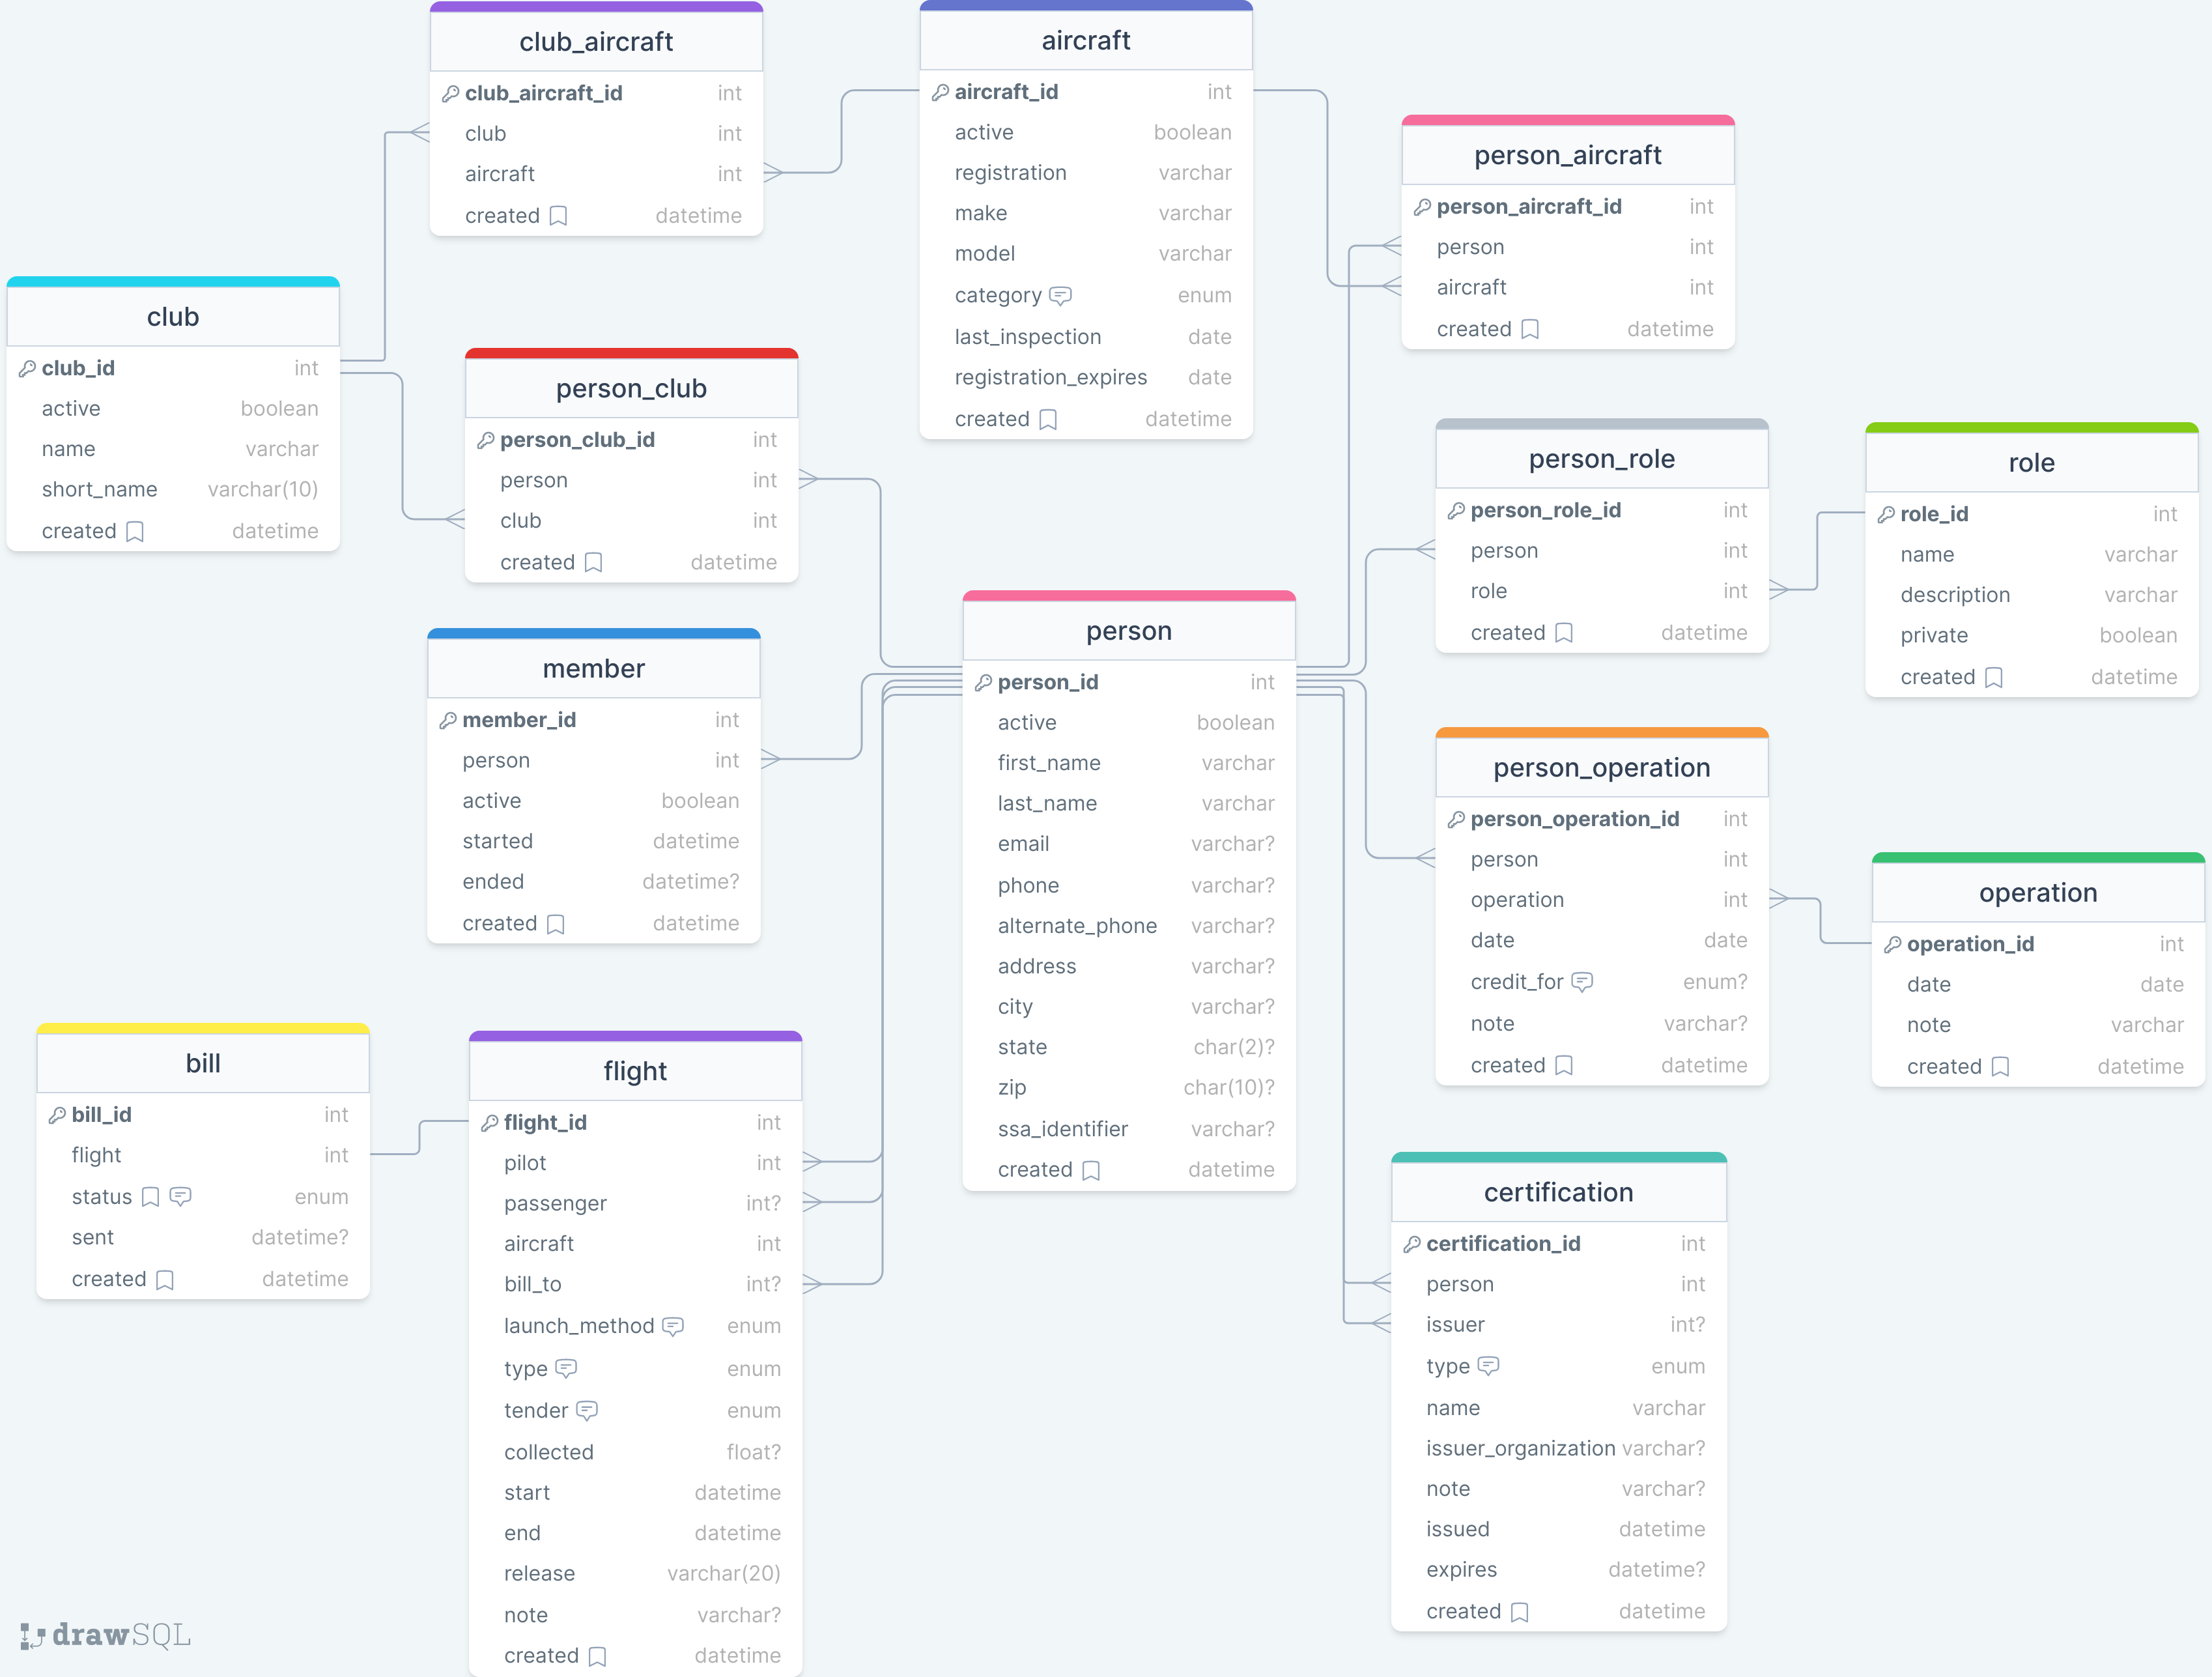 club_aircraft
club_aircraft_id int
club int
aircraft int
created datetime
aircraft
aircraft_id int
active boolean
registration varchar
make varchar
model varchar
category enum
last_inspection date
registration_expires date
created datetime
person_aircraft
person_aircraft_id int
person int
aircraft int
created datetime
club
club_id int
active boolean
name varchar
short_name varchar(10)
created datetime
person_club
person_club_id int
person int
club int
created datetime
person_role
person_role_id int
person int
role int
created datetime
role
role_id int
name varchar
description varchar
private boolean
created datetime
member
member_id int
person int
active boolean
started datetime
ended datetime?
created datetime
person
person_id int
active boolean
first_name varchar
last_name varchar
email varchar?
phone varchar?
alternate_phone varchar?
address varchar?
city varchar?
state char(2)?
zip char(10)?
ssa_identifier varchar?
created datetime
person_operation
person_operation_id int
person int
operation int
date date
credit_for enum?
note varchar?
created datetime
operation
operation_id int
date date
note varchar
created datetime
bill
bill_id int
flight int
status enum
sent datetime?
created datetime
flight
flight_id int
pilot int
passenger int?
aircraft int
bill_to int?
launch_method enum
type enum
tender enum
collected float?
start datetime
end datetime
release varchar(20)
note varchar?
created datetime
certification
certification_id int
person int
issuer int?
type enum
name varchar
issuer_organization varchar?
note varchar?
issued datetime
expires datetime?
created datetime
drawSQL